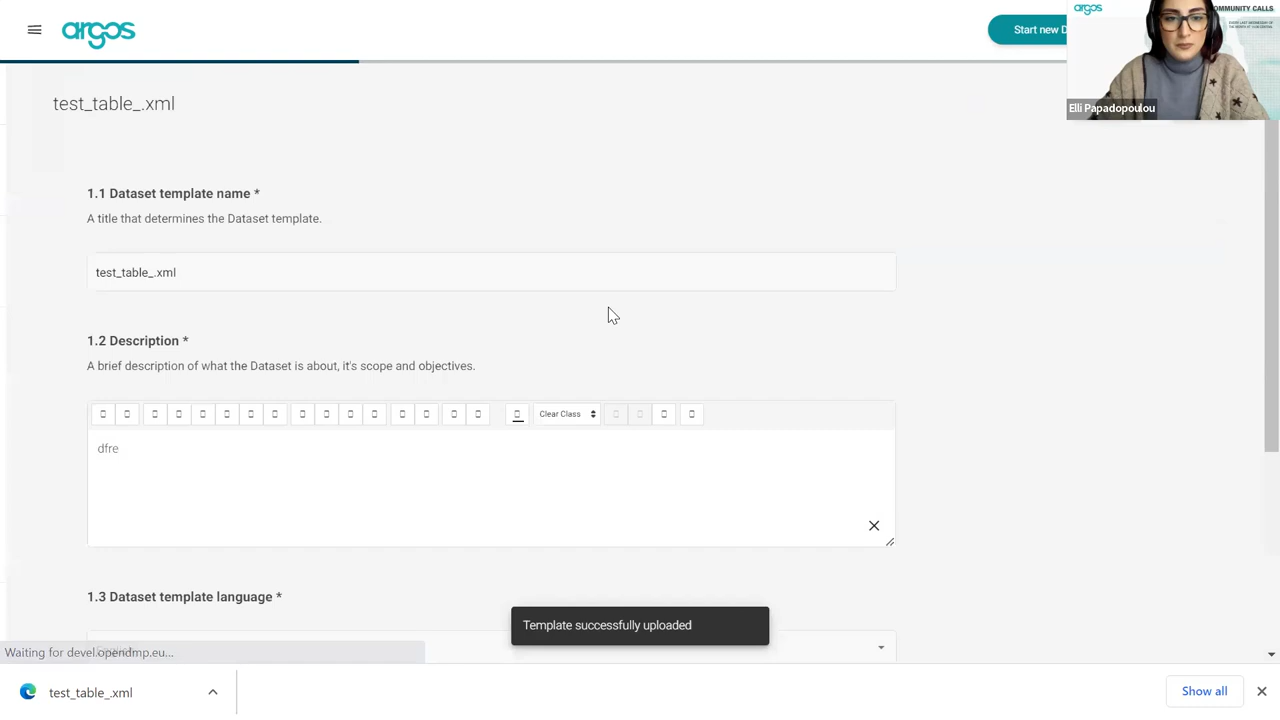 argos
Start new D
argos
OMMUNITY CALLS
Elli Papadopoulou
test_table_.xml
1.1 Dataset template name *
A title that determines the Dataset template.
test_table_.xml
1.2 Description *
A brief description of what the Dataset is about, it's scope and objectives.
Clear Class
dfre
1.3 Dataset template language *
Template successfully uploaded
Waiting for devel.opendmp.eu...
test_table_.xml
Show all